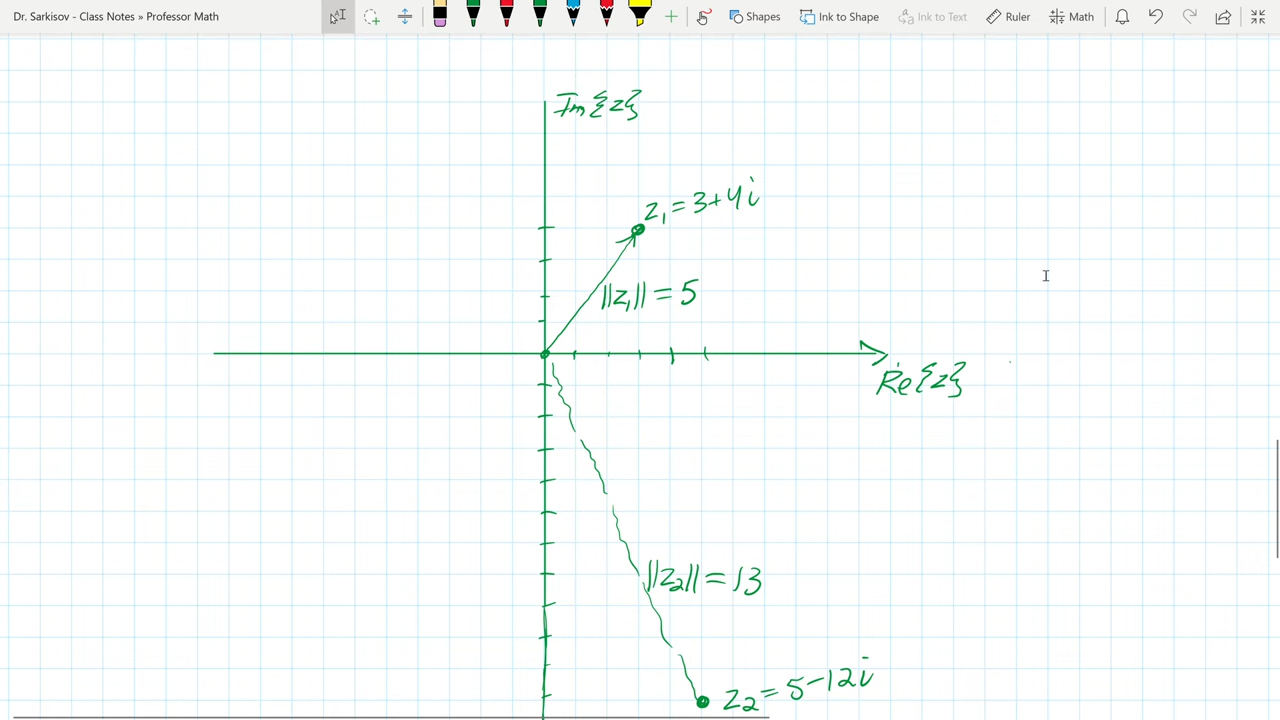 Dr. Sarkisov - Class Notes » Professor Math
Shapes
Ink to Shape
Ink to Text
Ruler
Math
Im{z}
z₁ = 3+4i
||z₁|| = 5
Re{z}
||z₂|| = 13
z₂ = 5-12i